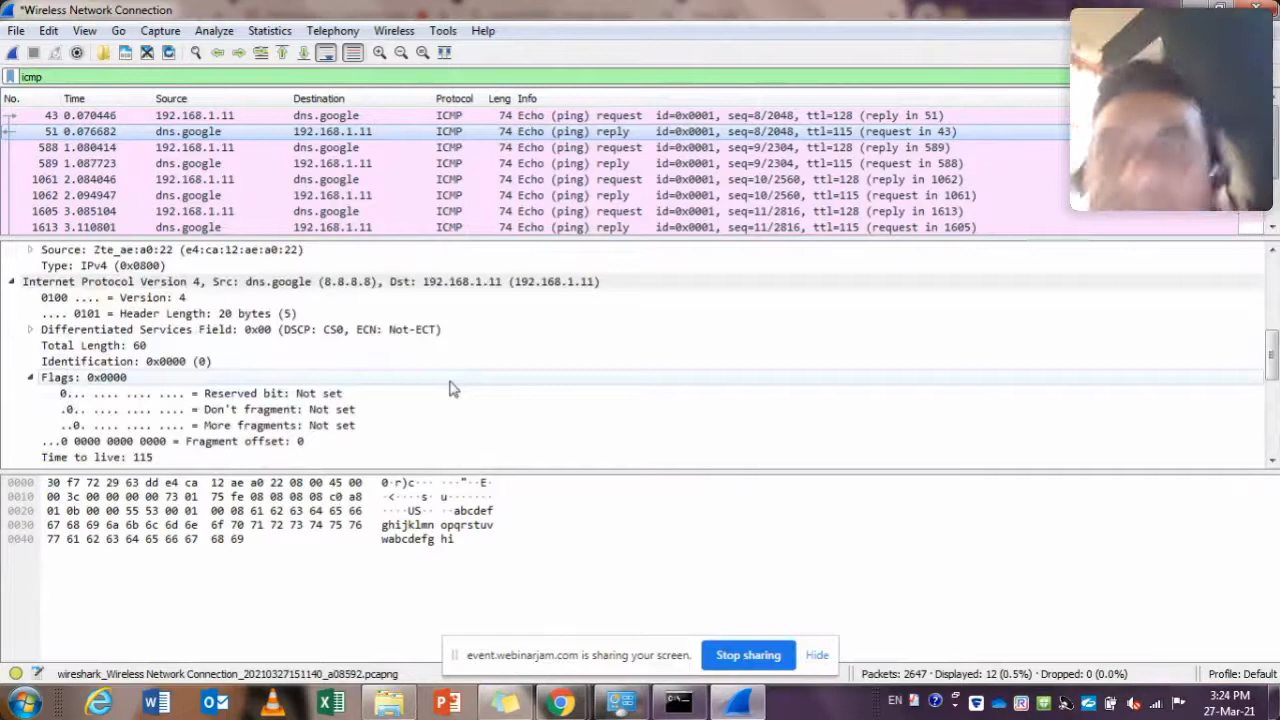 *Wireless Network Connection
File Edit View Go Capture Analyze Statistics Telephony Wireless Tools Help
icmp
No. Time Source Destination Protocol Leng Info
43 0.070446 192.168.1.11 dns.google ICMP 74 Echo (ping) request id=0x0001, seq=8/2048, ttl=128 (reply in 51)
51 0.076682 dns.google 192.168.1.11 ICMP 74 Echo (ping) reply id=0x0001, seq=8/2048, ttl=115 (request in 43)
588 1.080414 192.168.1.11 dns.google ICMP 74 Echo (ping) request id=0x0001, seq=9/2304, ttl=128 (reply in 589)
589 1.087723 dns.google 192.168.1.11 ICMP 74 Echo (ping) reply id=0x0001, seq=9/2304, ttl=115 (request in 588)
1061 2.084046 192.168.1.11 dns.google ICMP 74 Echo (ping) request id=0x0001, seq=10/2560, ttl=128 (reply in 1062)
1062 2.094947 dns.google 192.168.1.11 ICMP 74 Echo (ping) reply id=0x0001, seq=10/2560, ttl=115 (request in 1061)
1605 3.085104 192.168.1.11 dns.google ICMP 74 Echo (ping) request id=0x0001, seq=11/2816, ttl=128 (reply in 1613)
1613 3.110801 dns.google 192.168.1.11 ICMP 74 Echo (ping) reply id=0x0001, seq=11/2816, ttl=115 (request in 1605)
Source: Zte_ae:a0:22 (e4:ca:12:ae:a0:22)
Type: IPv4 (0x0800)
Internet Protocol Version 4, Src: dns.google (8.8.8.8), Dst: 192.168.1.11 (192.168.1.11)
0100 .... = Version: 4
.... 0101 = Header Length: 20 bytes (5)
Differentiated Services Field: 0x00 (DSCP: CS0, ECN: Not-ECT)
Total Length: 60
Identification: 0x0000 (0)
Flags: 0x0000
0... .... .... .... = Reserved bit: Not set
.0.. .... .... .... = Don't fragment: Not set
..0. .... .... .... = More fragments: Not set
...0 0000 0000 0000 = Fragment offset: 0
Time to live: 115
0000 30 f7 72 29 63 dd e4 ca 12 ae a0 22 08 00 45 00 0·r)c··· ···"··E·
0010 00 3c 00 00 00 00 73 01 75 fe 08 08 08 08 c0 a8 ·<····s· u·······
0020 01 0b 00 00 55 53 00 01 00 08 61 62 63 64 65 66 ····US·· ··abcdef
0030 67 68 69 6a 6b 6c 6d 6e 6f 70 71 72 73 74 75 76 ghijklmn opqrstuv
0040 77 61 62 63 64 65 66 67 68 69 wabcdefg hi
event.webinarjam.com is sharing your screen. Stop sharing Hide
wireshark_Wireless Network Connection_20210327151140_a08592.pcapng Packets: 2647 · Displayed: 12 (0.5%) · Dropped: 0 (0.0%) Profile: Default
EN 3:24 PM
27-Mar-21